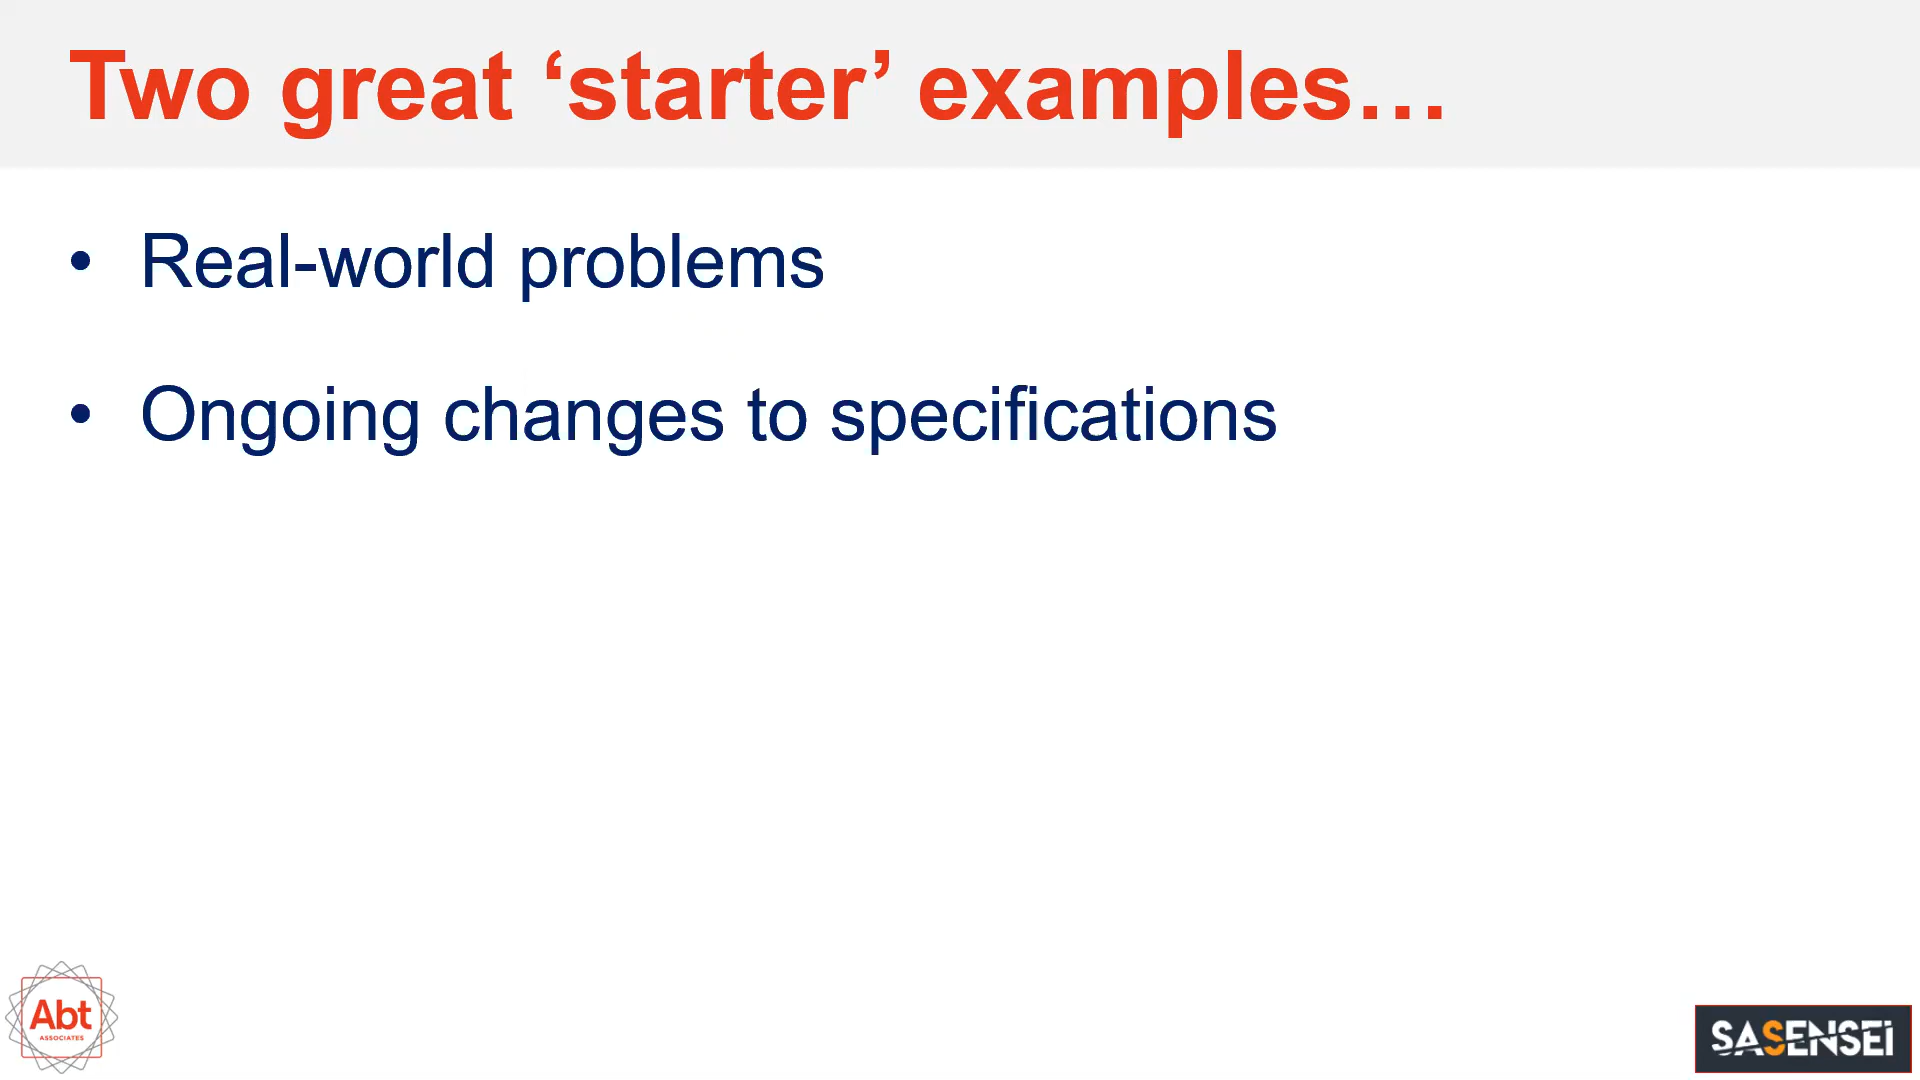 Two great ‘starter’ examples…
• Real-world problems
• Ongoing changes to specifications
Abt
ASSOCIATES
SASENSEI